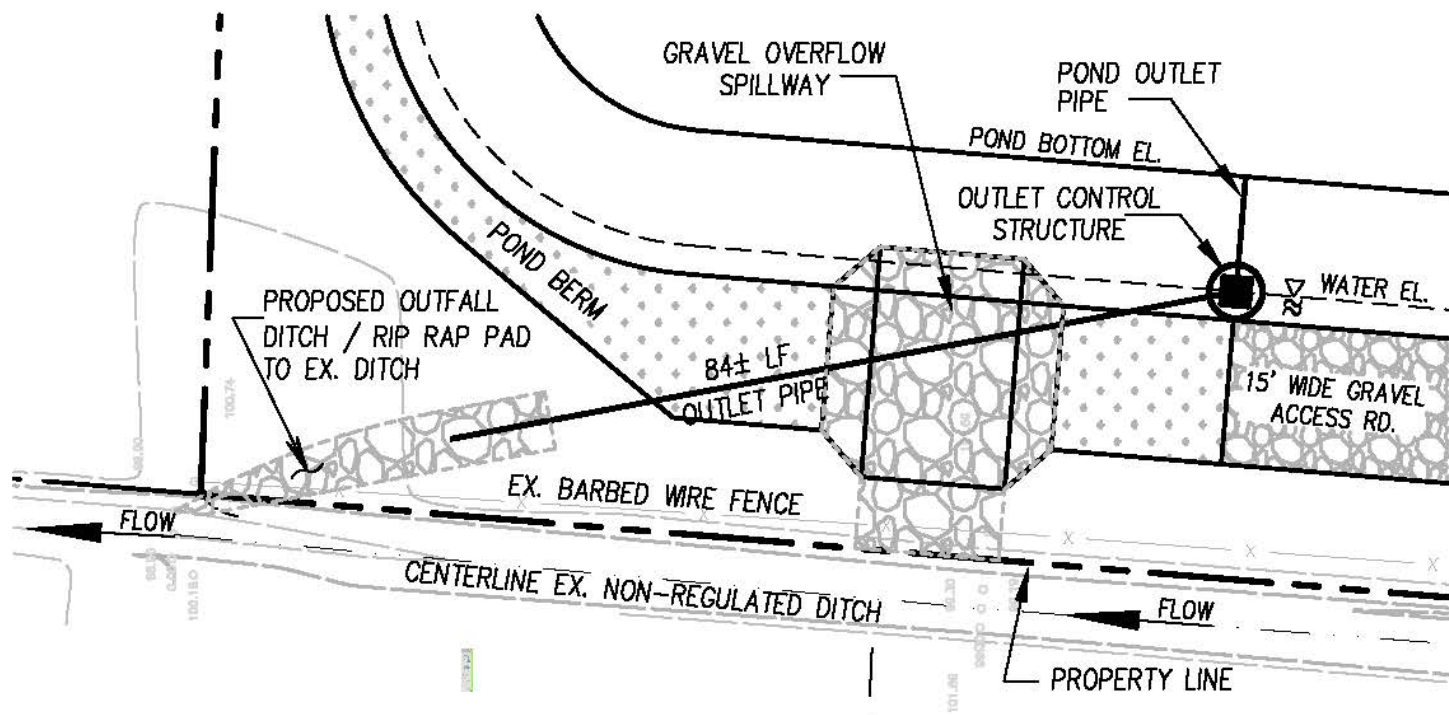 GRAVEL OVERFLOW
SPILLWAY
POND OUTLET
PIPE
POND BOTTOM EL.
OUTLET CONTROL
STRUCTURE
POND BERM
WATER EL.
PROPOSED OUTFALL
DITCH / RIP RAP PAD
TO EX. DITCH
84± LF
OUTLET PIPE
15' WIDE GRAVEL
ACCESS RD.
100.74
EX. BARBED WIRE FENCE
FLOW
CENTERLINE EX. NON-REGULATED DITCH
FLOW
PROPERTY LINE